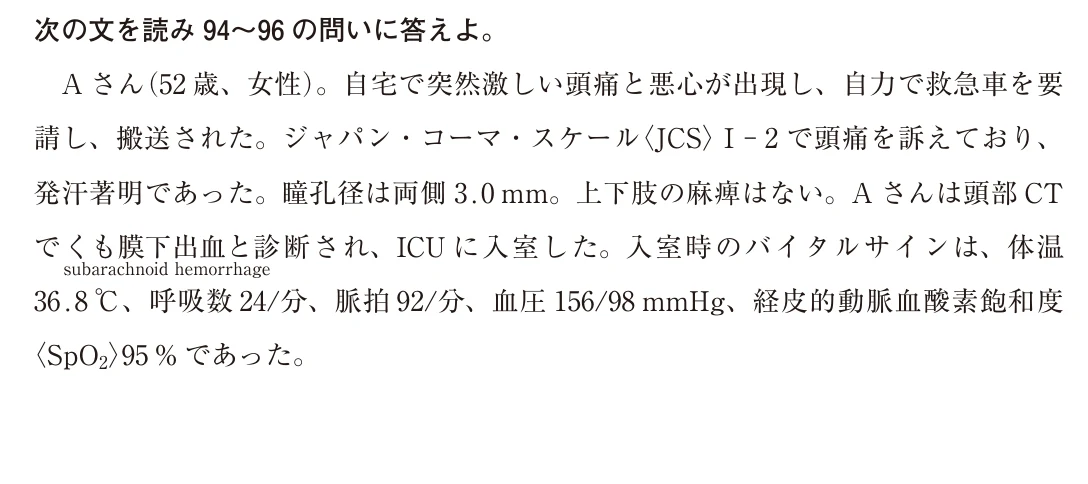 次の文を読み 94〜96 の問いに答えよ。
A さん(52 歳、女性)。自宅で突然激しい頭痛と悪心が出現し、自力で救急車を要
請し、搬送された。ジャパン・コーマ・スケール〈JCS〉Ⅰ-2 で頭痛を訴えており、
発汗著明であった。瞳孔径は両側 3.0 mm。上下肢の麻痺はない。A さんは頭部 CT
でくも膜下出血と診断され、ICU に入室した。入室時のバイタルサインは、体温
subarachnoid hemorrhage
36.8 ℃、呼吸数 24/分、脈拍 92/分、血圧 156/98 mmHg、経皮的動脈血酸素飽和度
〈SpO₂〉95 % であった。